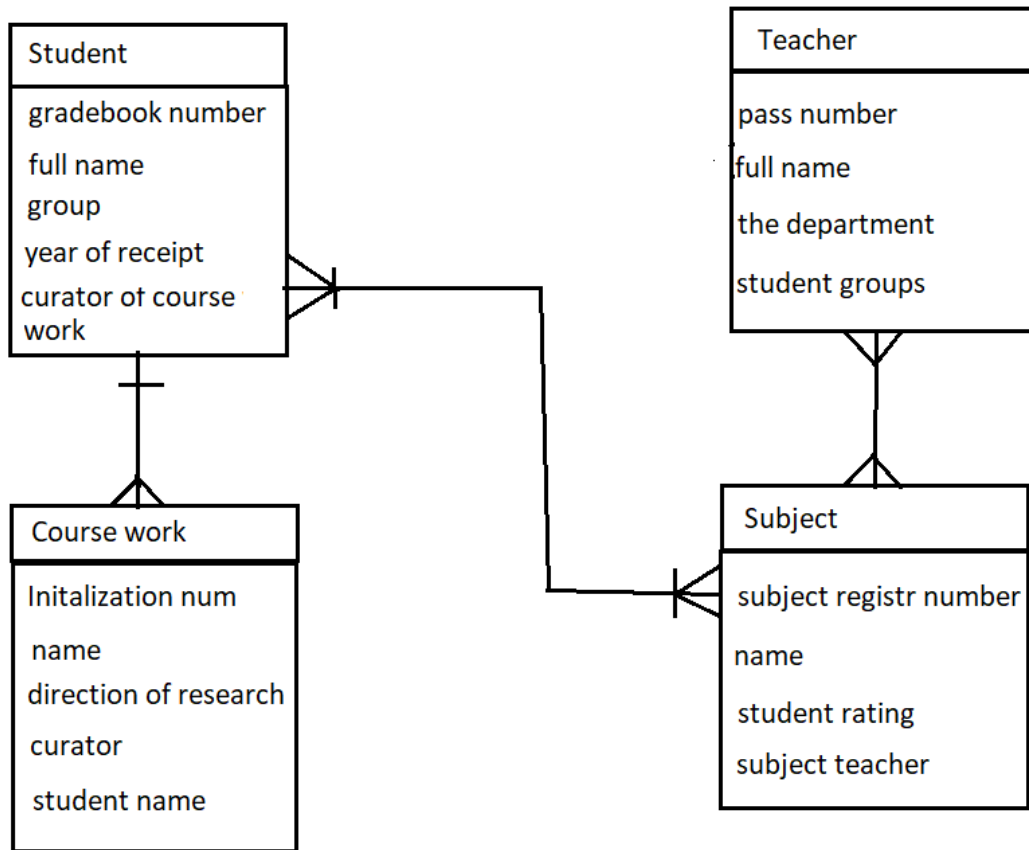 Student
gradebook number
full name
group
year of receipt
curator of course
work
Teacher
pass number
full name
the department
student groups
Course work
Initalization num
name
direction of research
curator
student name
Subject
subject registr number
name
student rating
subject teacher